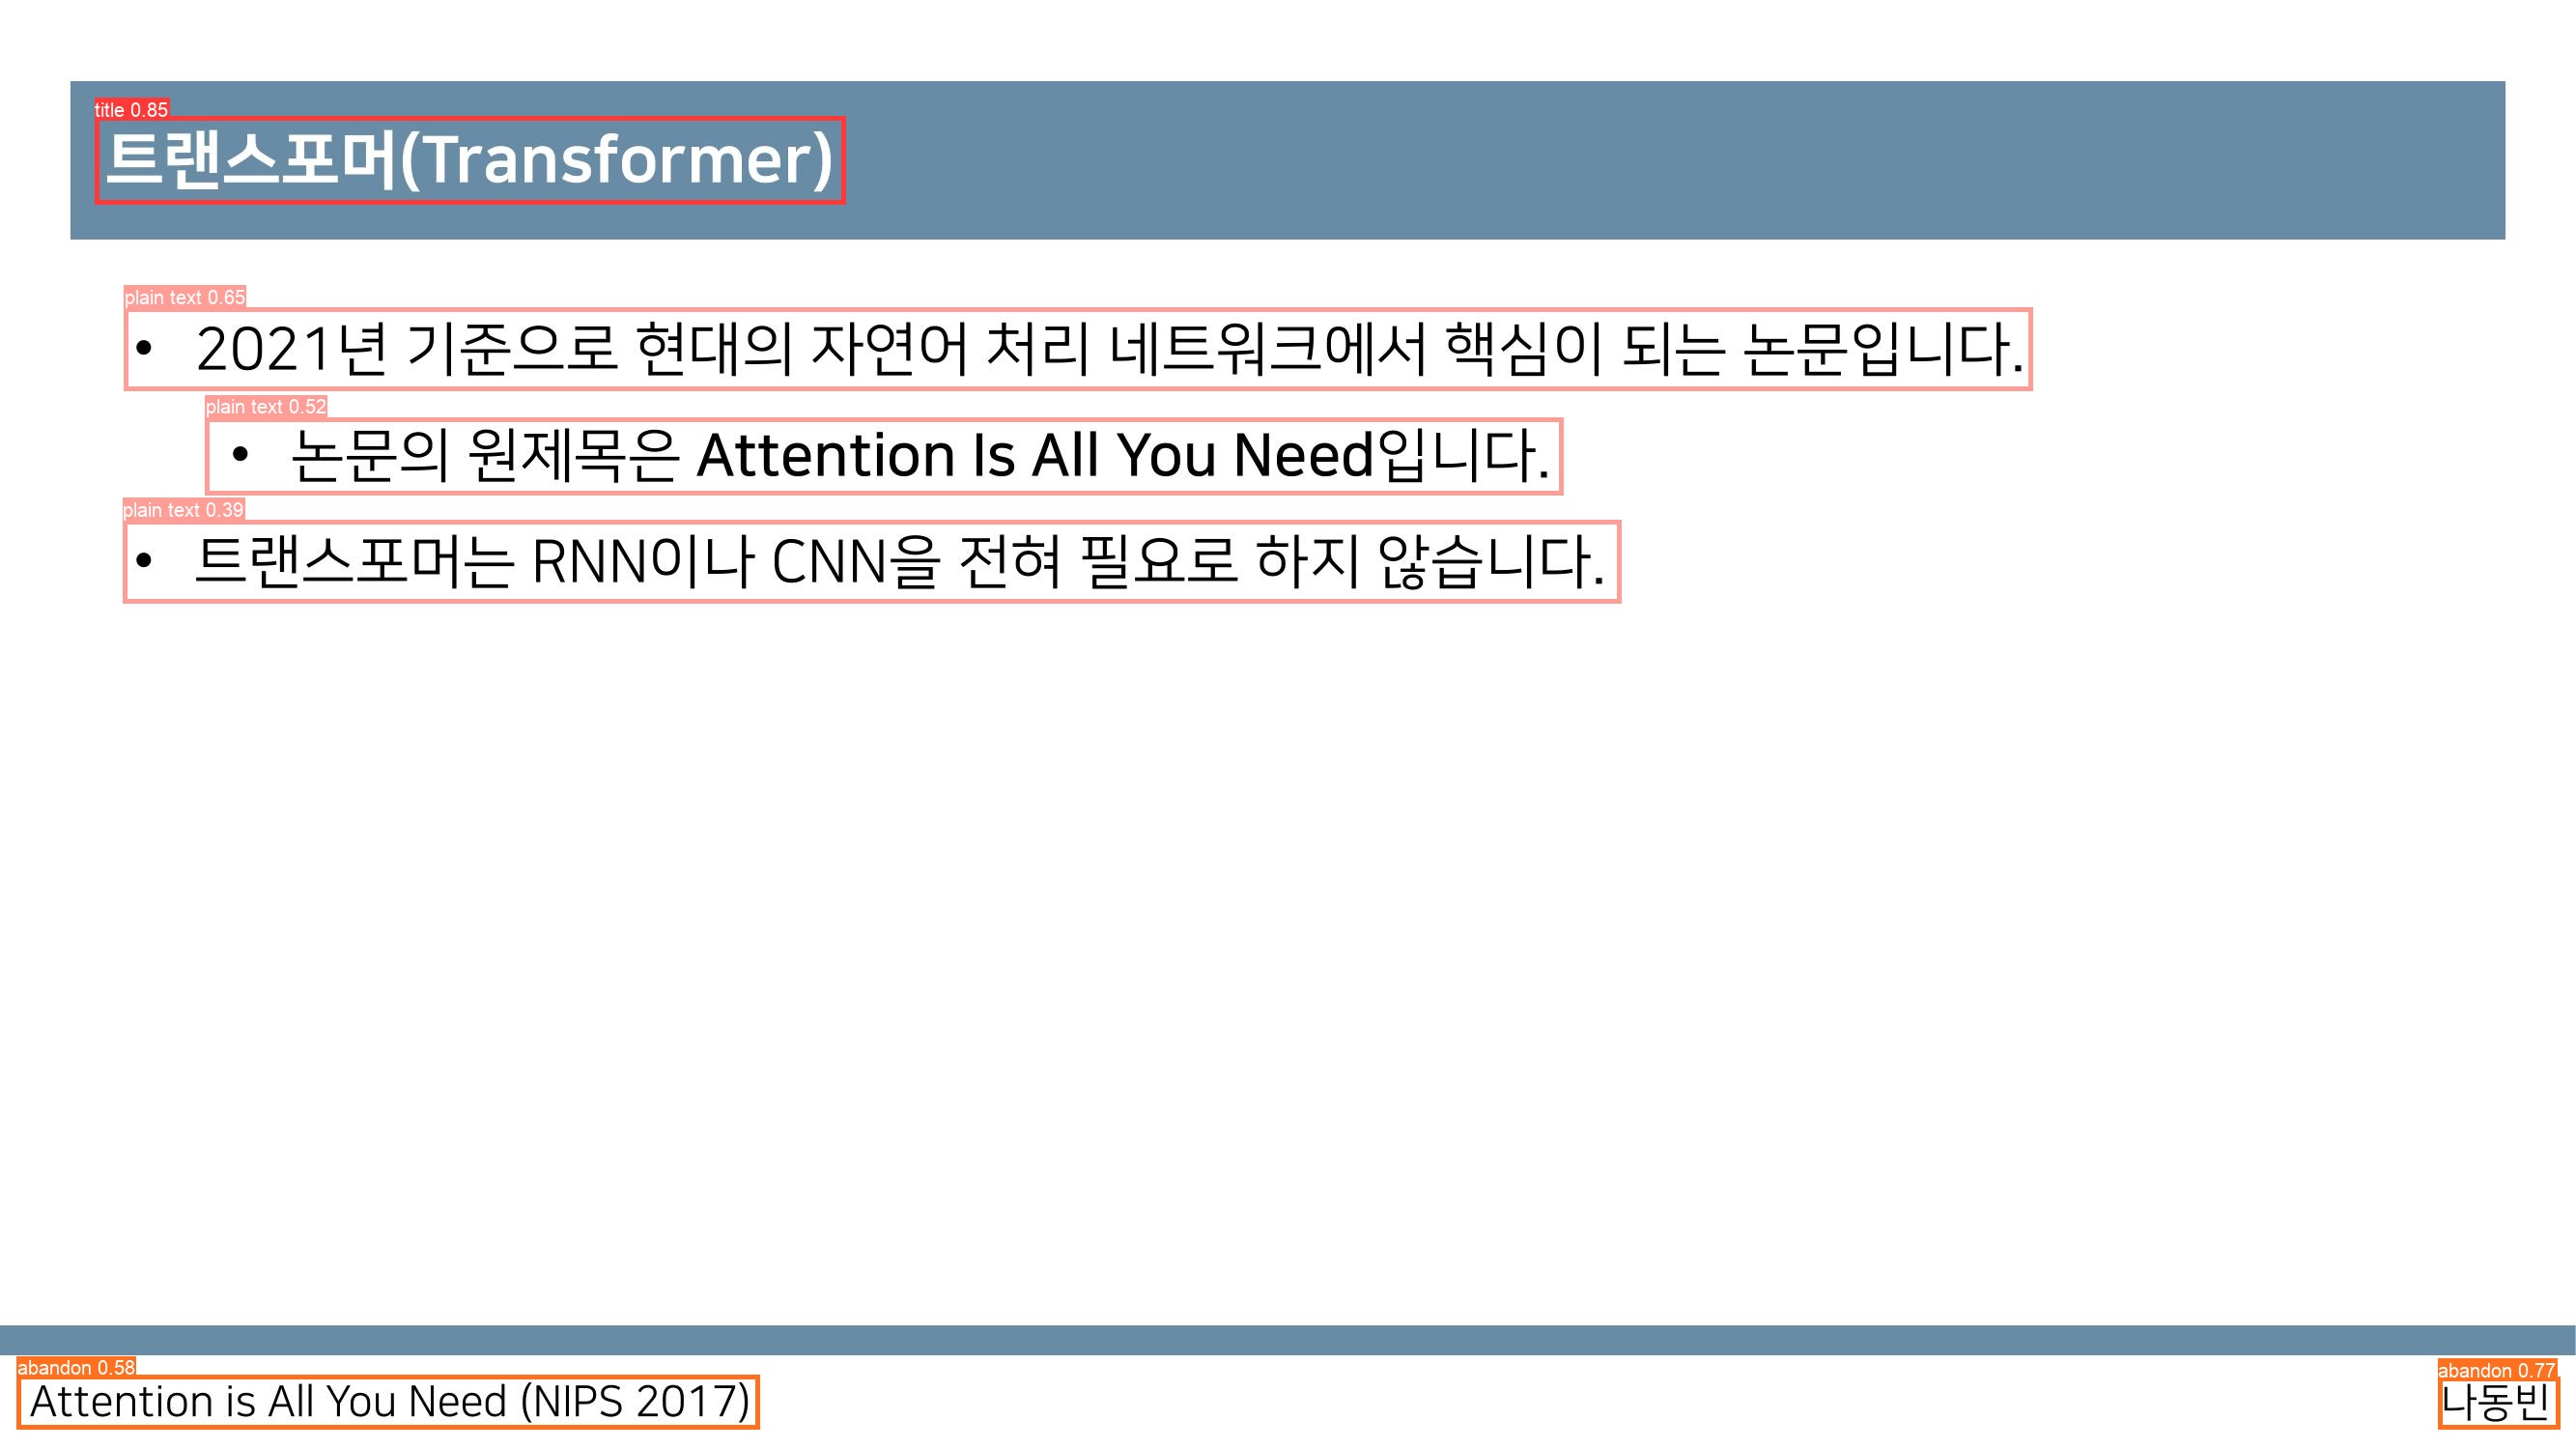 title 0.85
트랜스포머(Transformer)
plain text 0.65
• 2021년 기준으로 현대의 자연어 처리 네트워크에서 핵심이 되는 논문입니다.
plain text 0.52
• 논문의 원제목은 Attention Is All You Need입니다.
plain text 0.39
• 트랜스포머는 RNN이나 CNN을 전혀 필요로 하지 않습니다.
abandon 0.58
Attention is All You Need (NIPS 2017)
abandon 0.77
나동빈